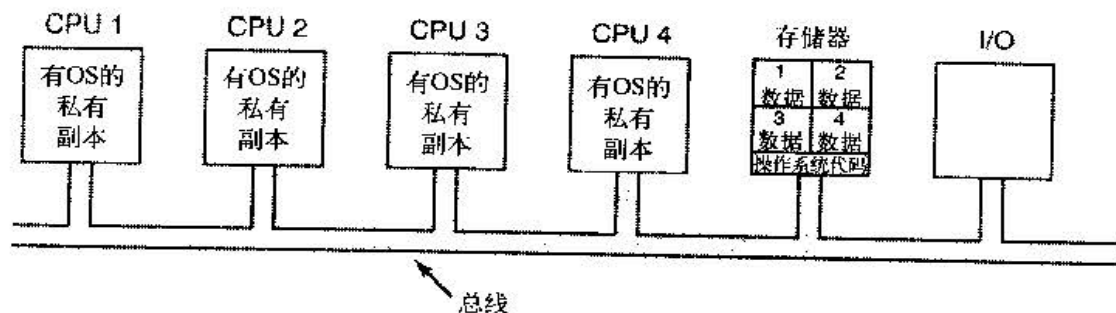 CPU 1
CPU 2
CPU 3
CPU 4
存储器
I/O
有OS的
私有
副本
有OS的
私有
副本
有OS的
私有
副本
有OS的
私有
副本
1
数据
2
数据
3
数据
4
数据
操作系统代码
总线